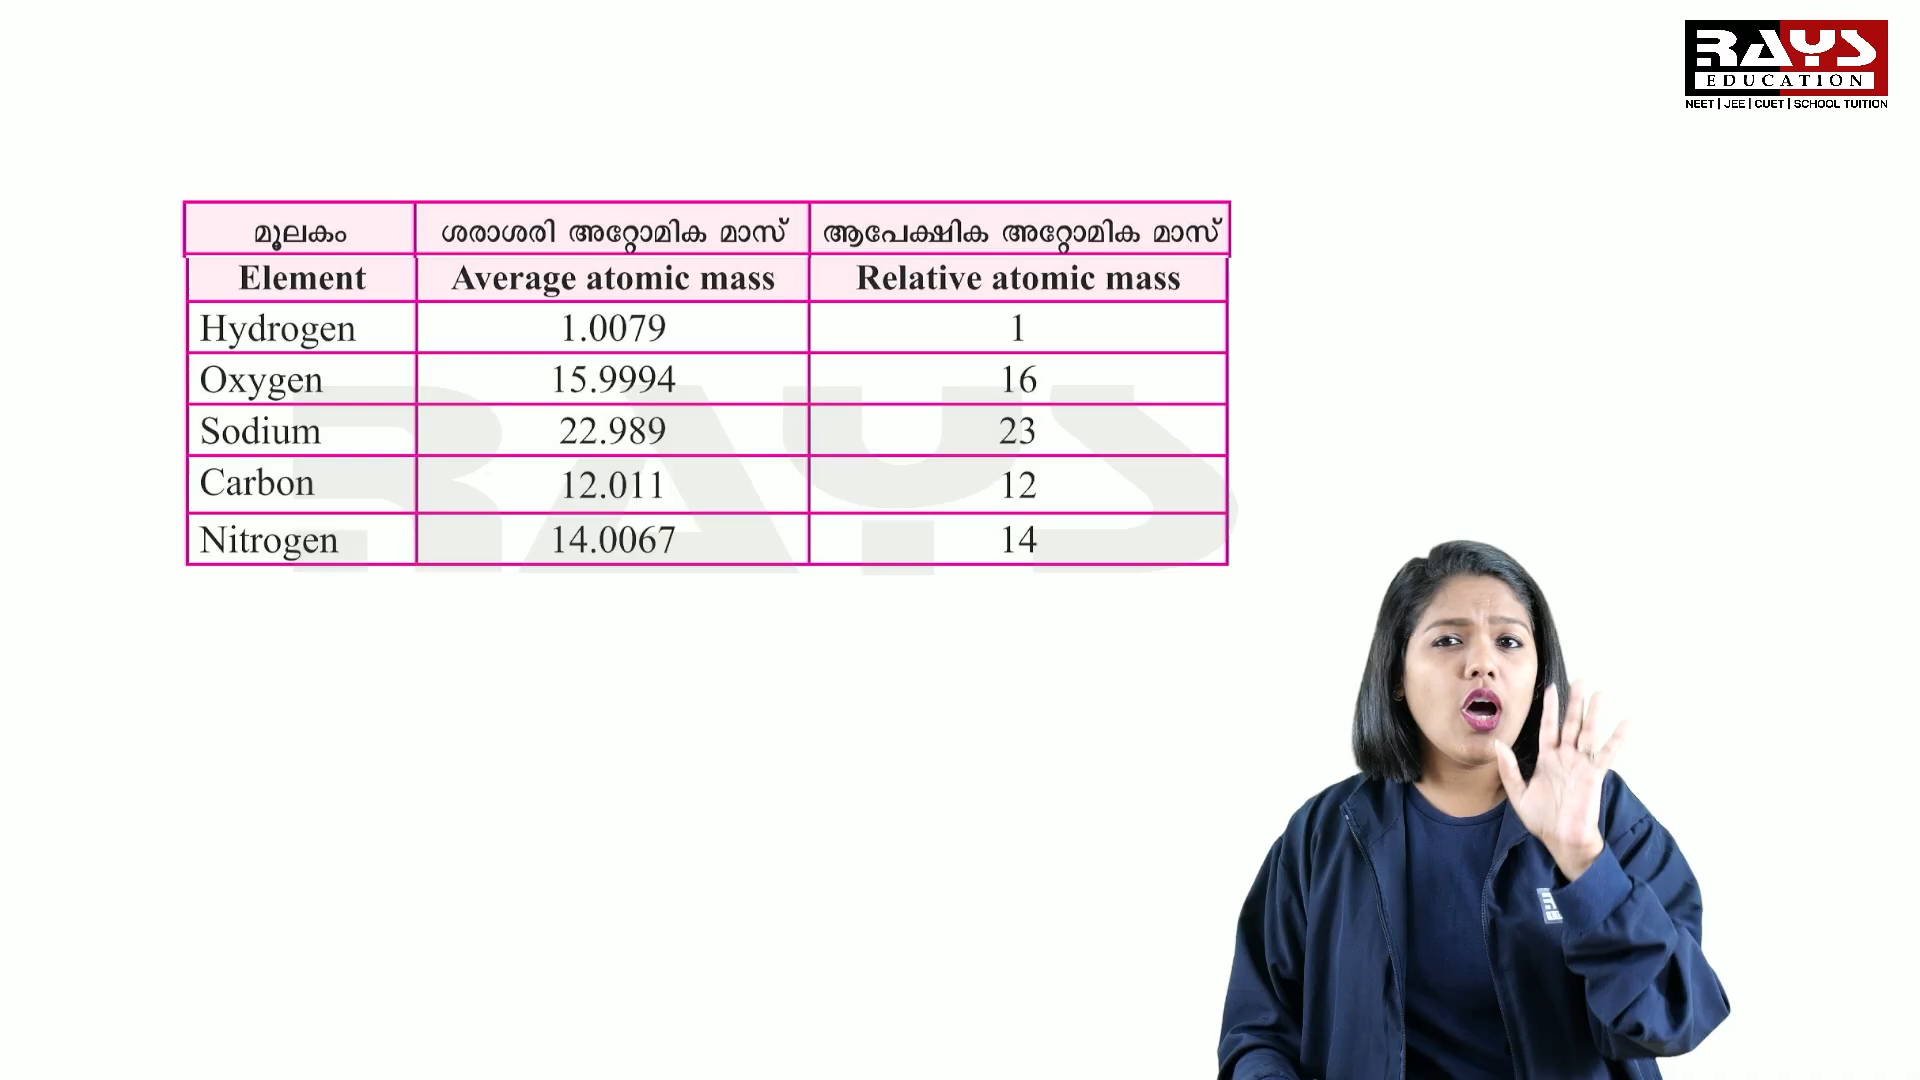 RAYS
EDUCATION
NEET | JEE | CUET | SCHOOL TUITION
മൂലകം ശരാശരി അറ്റോമിക മാസ് ആപേക്ഷിക അറ്റോമിക മാസ്
Element Average atomic mass Relative atomic mass
Hydrogen 1.0079 1
Oxygen 15.9994 16
Sodium 22.989 23
Carbon 12.011 12
Nitrogen 14.0067 14
RAYS